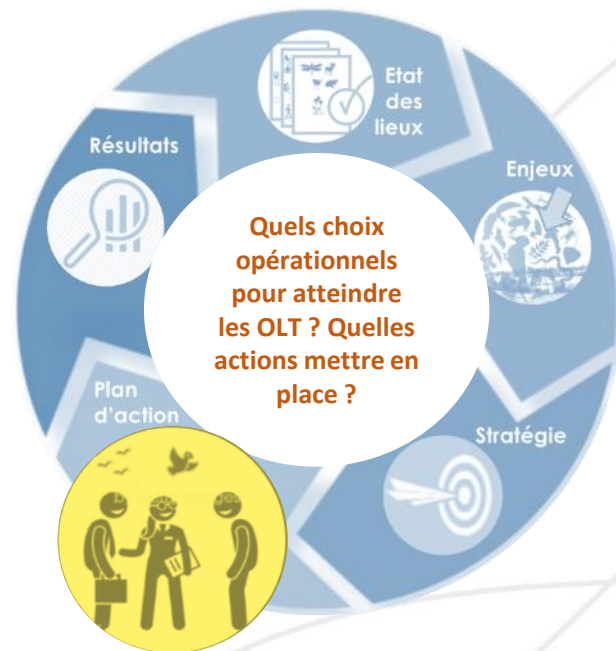 Etat
des
lieux
Enjeux
Stratégie
Plan
d'action
Résultats
Quels choix
opérationnels
pour atteindre
les OLT ? Quelles
actions mettre en
place ?